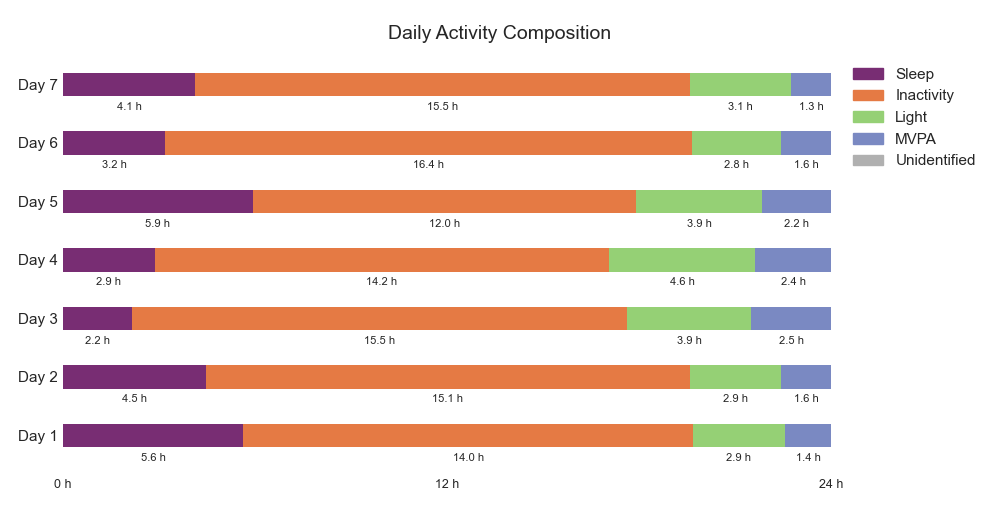 Daily Activity Composition
Sleep
Inactivity
Light
MVPA
Unidentified
Day 7
4.1 h 15.5 h 3.1 h 1.3 h
Day 6
3.2 h 16.4 h 2.8 h 1.6 h
Day 5
5.9 h 12.0 h 3.9 h 2.2 h
Day 4
2.9 h 14.2 h 4.6 h 2.4 h
Day 3
2.2 h 15.5 h 3.9 h 2.5 h
Day 2
4.5 h 15.1 h 2.9 h 1.6 h
Day 1
5.6 h 14.0 h 2.9 h 1.4 h
0 h 12 h 24 h